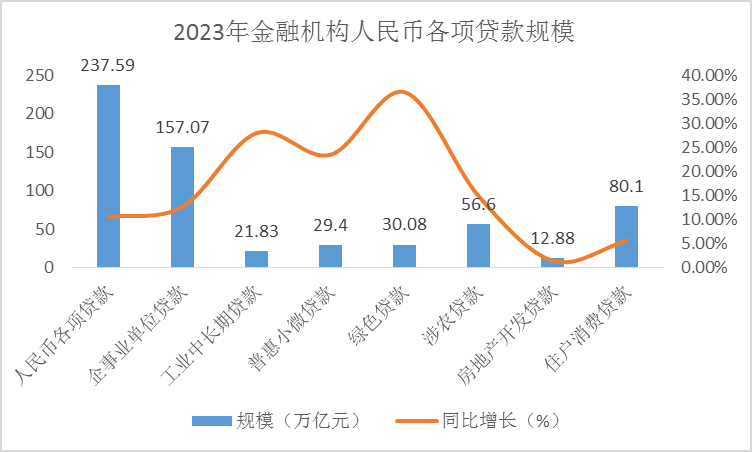 2023年金融机构人民币各项贷款规模
250
200
150
100
50
0
237.59
157.07
21.83
29.4
30.08
56.6
12.88
80.1
40.00%
35.00%
30.00%
25.00%
20.00%
15.00%
10.00%
5.00%
0.00%
人民币各项贷款
企事业单位贷款
工业中长期贷款
普惠小微贷款
绿色贷款
涉农贷款
房地产开发贷款
住户消费贷款
规模（万亿元）
同比增长（%）